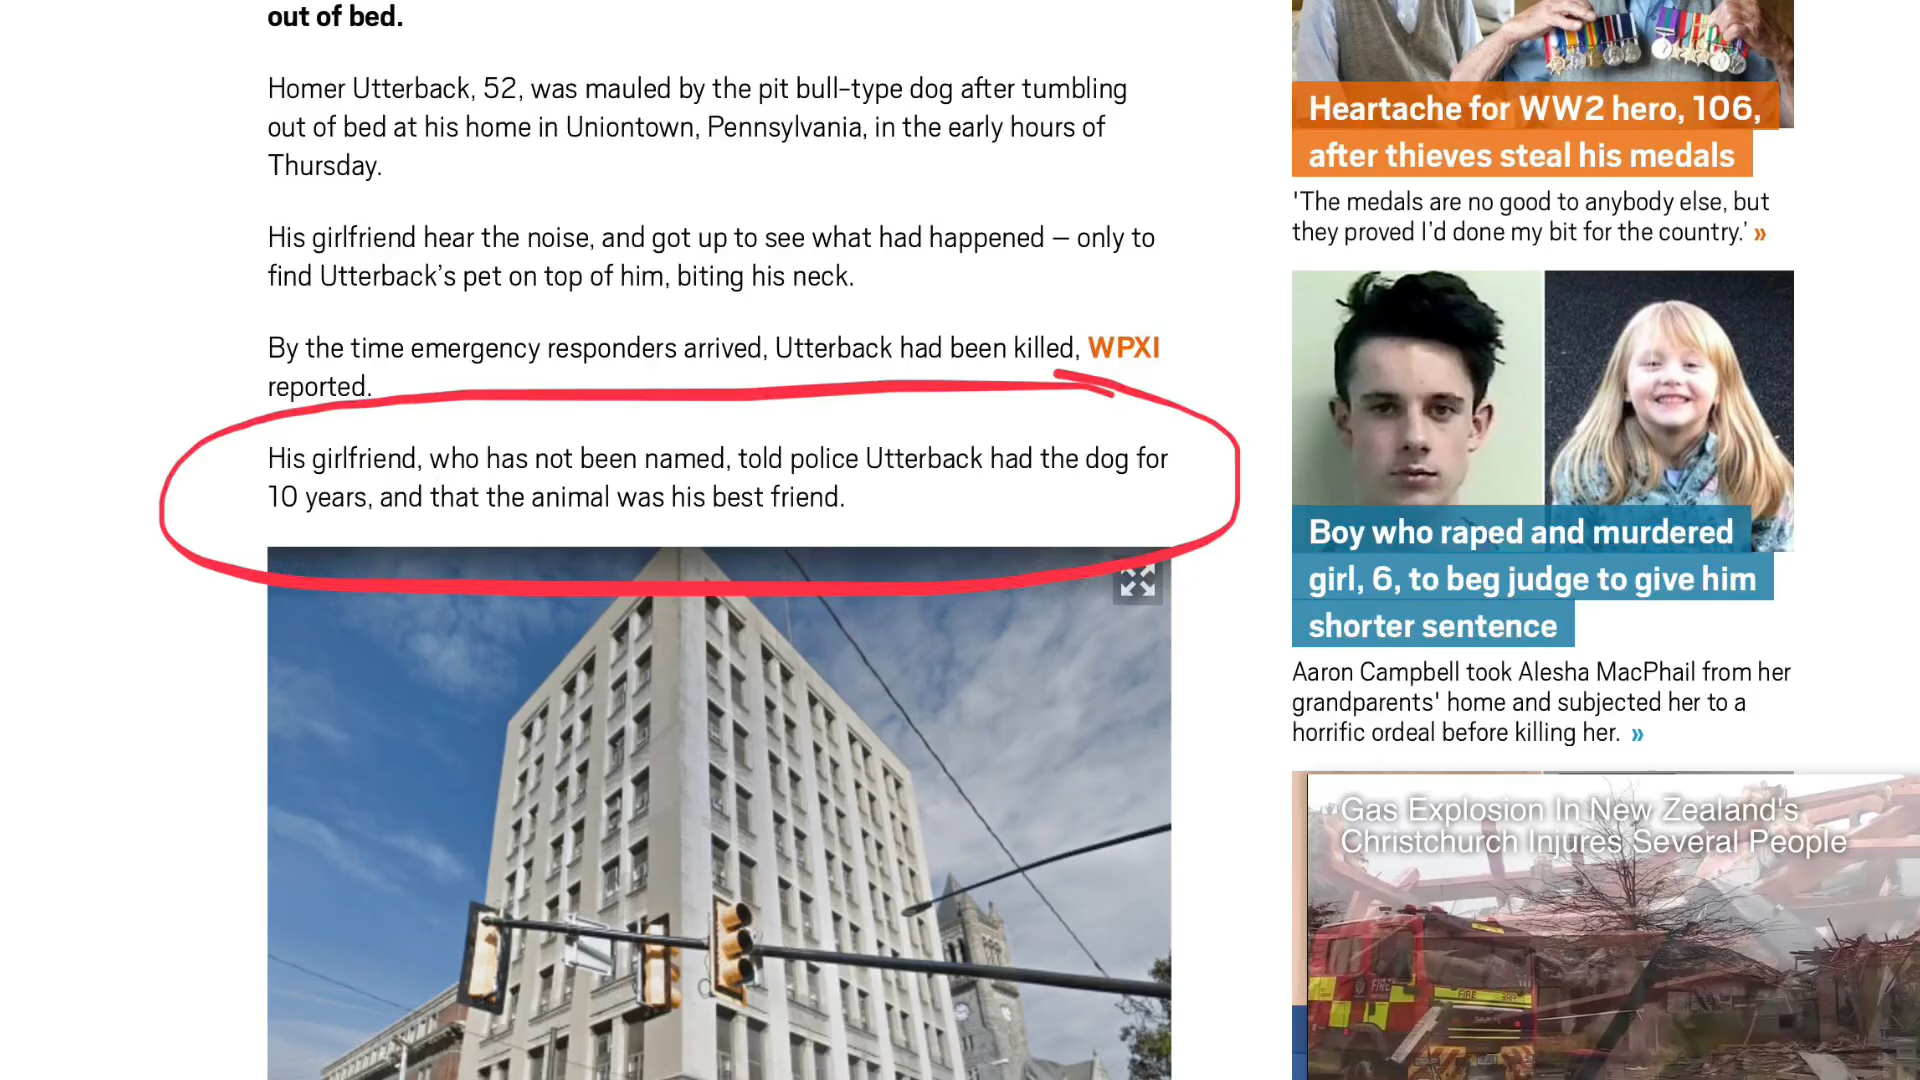 out of bed.
Homer Utterback, 52, was mauled by the pit bull-type dog after tumbling
out of bed at his home in Uniontown, Pennsylvania, in the early hours of
Thursday.
His girlfriend hear the noise, and got up to see what had happened – only to
find Utterback’s pet on top of him, biting his neck.
By the time emergency responders arrived, Utterback had been killed, WPXI
reported.
His girlfriend, who has not been named, told police Utterback had the dog for
10 years, and that the animal was his best friend.
Heartache for WW2 hero, 106,
after thieves steal his medals
'The medals are no good to anybody else, but
they proved I’d done my bit for the country.’ »
Boy who raped and murdered
girl, 6, to beg judge to give him
shorter sentence
Aaron Campbell took Alesha MacPhail from her
grandparents' home and subjected her to a
horrific ordeal before killing her. »
Gas Explosion In New Zealand's
Christchurch Injures Several People
FIRE
FIRE